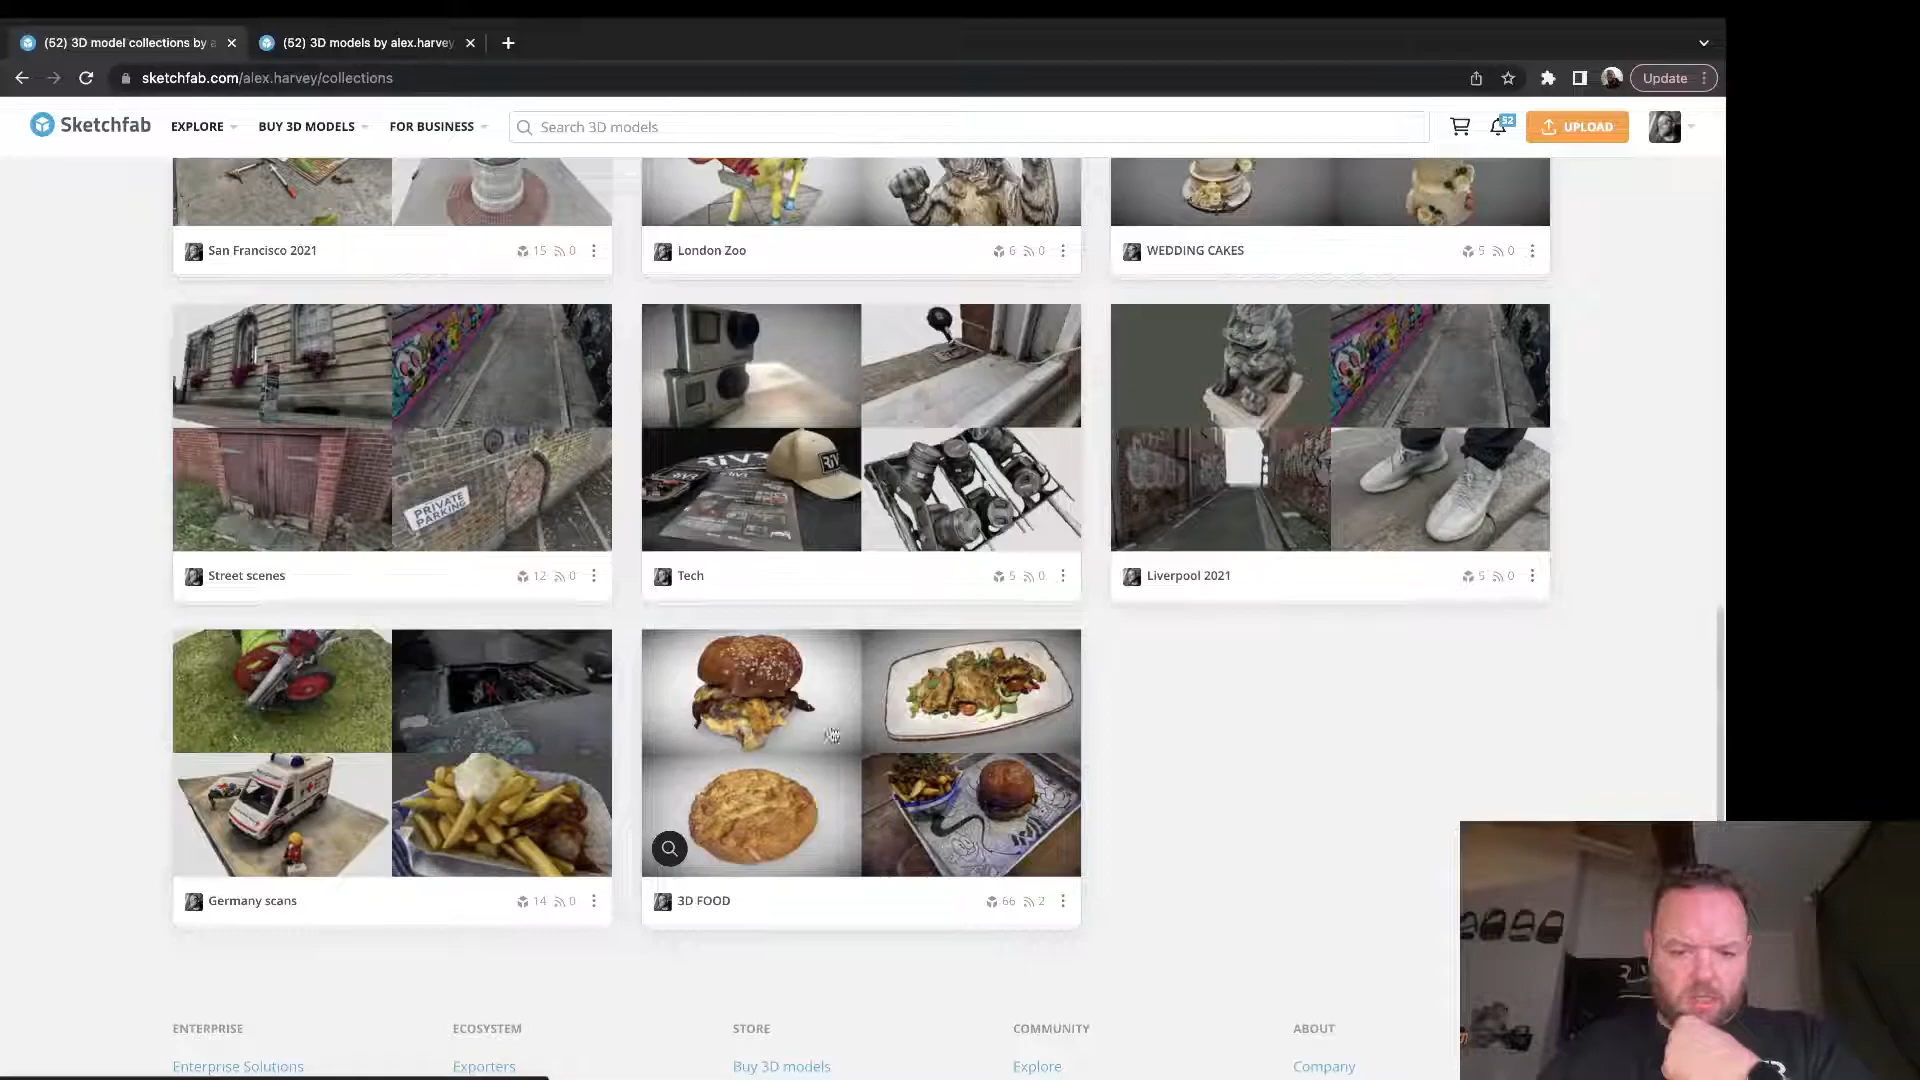 (52) 3D model collections by a
(52) 3D models by alex.harvey
sketchfab.com/alex.harvey/collections
Update
Sketchfab
EXPLORE
BUY 3D MODELS
FOR BUSINESS
Search 3D models
52
UPLOAD
San Francisco 2021
15
0
London Zoo
6
0
WEDDING CAKES
5
0
PRIVATE
PARKING
Street scenes
12
0
Tech
5
0
Liverpool 2021
5
0
Germany scans
14
0
3D FOOD
66
2
ENTERPRISE
ECOSYSTEM
STORE
COMMUNITY
ABOUT
Enterprise Solutions
Exporters
Buy 3D models
Explore
Company